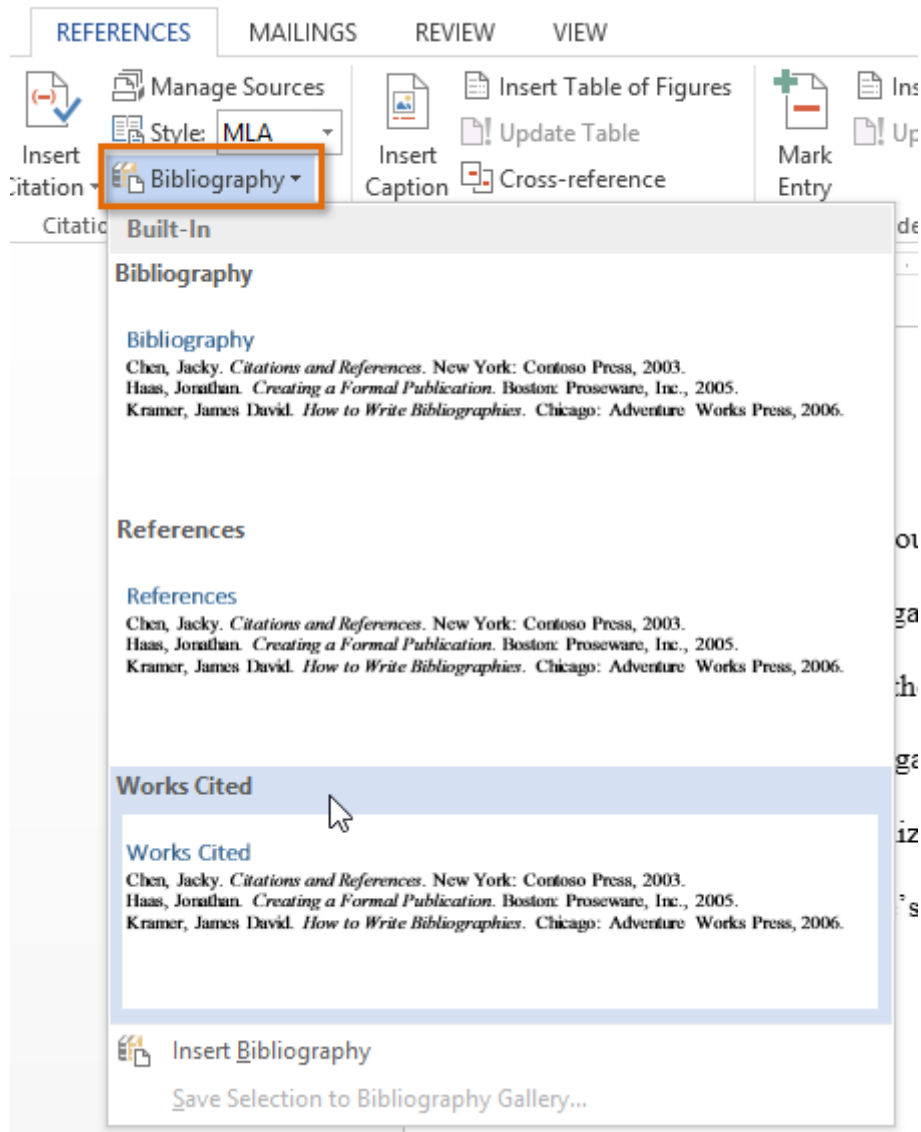 REFERENCES MAILINGS REVIEW VIEW
Manage Sources Insert Table of Figures
Style: MLA Update Table
Insert Insert Mark
Bibliography Caption Cross-reference Entry
Built-In
Bibliography
Bibliography
Chen, Jacky. Citations and References. New York: Contoso Press, 2003.
Haas, Jonathan. Creating a Formal Publication. Boston: Proseware, Inc., 2005.
Kramer, James David. How to Write Bibliographies. Chicago: Adventure Works Press, 2006.
References
References
Chen, Jacky. Citations and References. New York: Contoso Press, 2003.
Haas, Jonathan. Creating a Formal Publication. Boston: Proseware, Inc., 2005.
Kramer, James David. How to Write Bibliographies. Chicago: Adventure Works Press, 2006.
Works Cited
Works Cited
Chen, Jacky. Citations and References. New York: Contoso Press, 2003.
Haas, Jonathan. Creating a Formal Publication. Boston: Proseware, Inc., 2005.
Kramer, James David. How to Write Bibliographies. Chicago: Adventure Works Press, 2006.
Insert Bibliography
Save Selection to Bibliography Gallery...